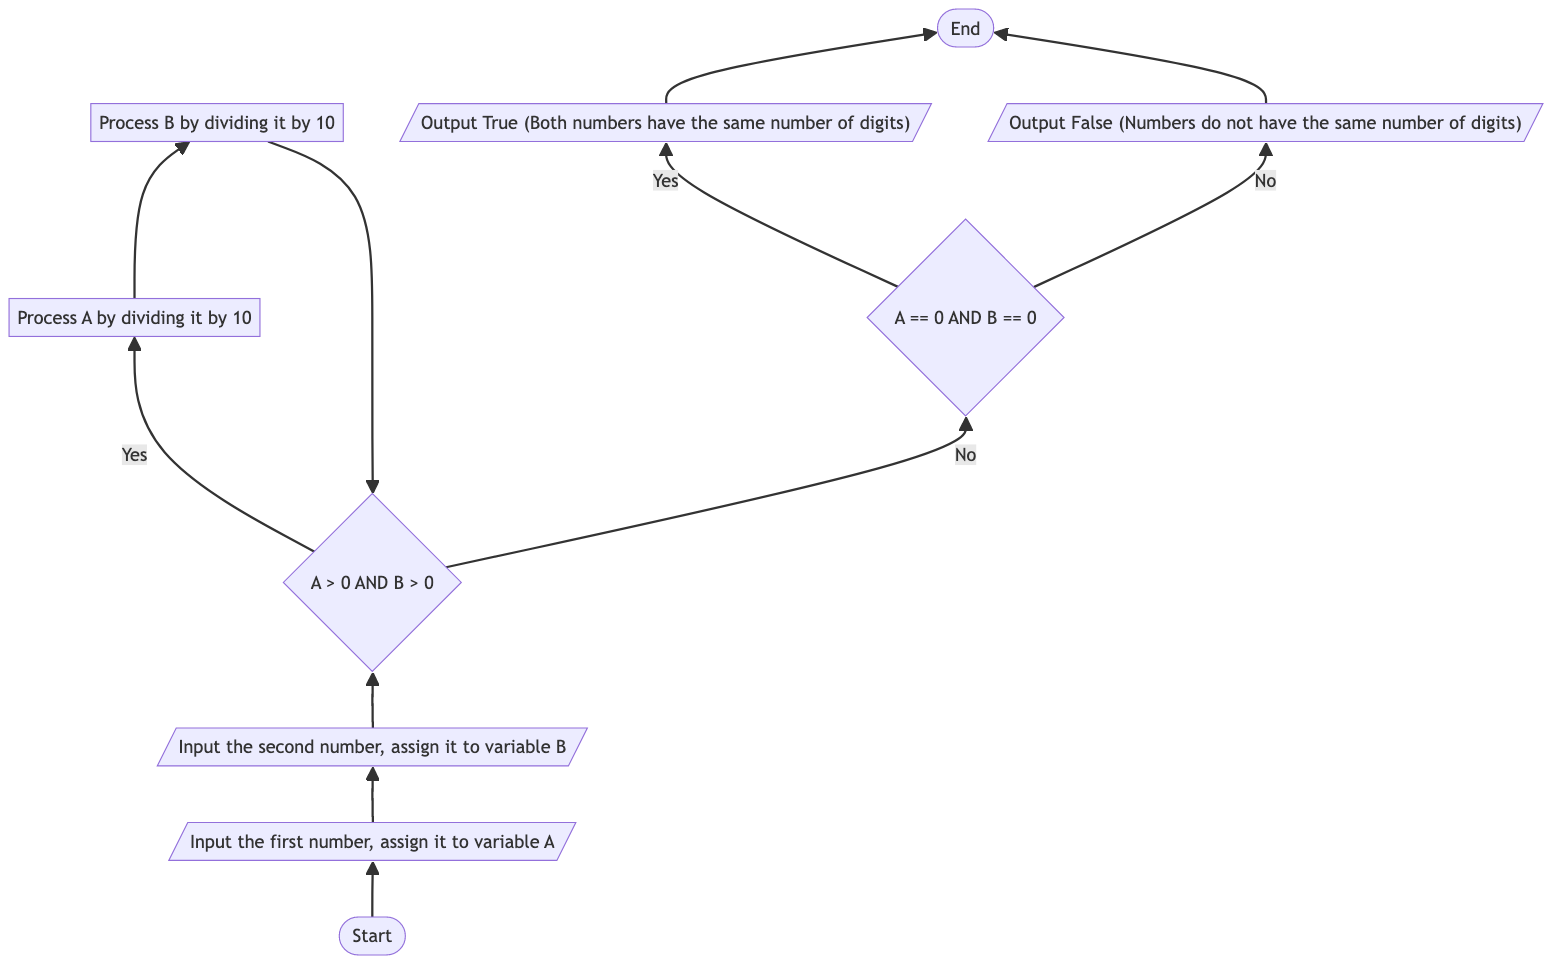 End
Process B by dividing it by 10
Output True (Both numbers have the same number of digits)
Output False (Numbers do not have the same number of digits)
Yes
No
Process A by dividing it by 10
A == 0 AND B == 0
Yes
No
A > 0 AND B > 0
Input the second number, assign it to variable B
Input the first number, assign it to variable A
Start